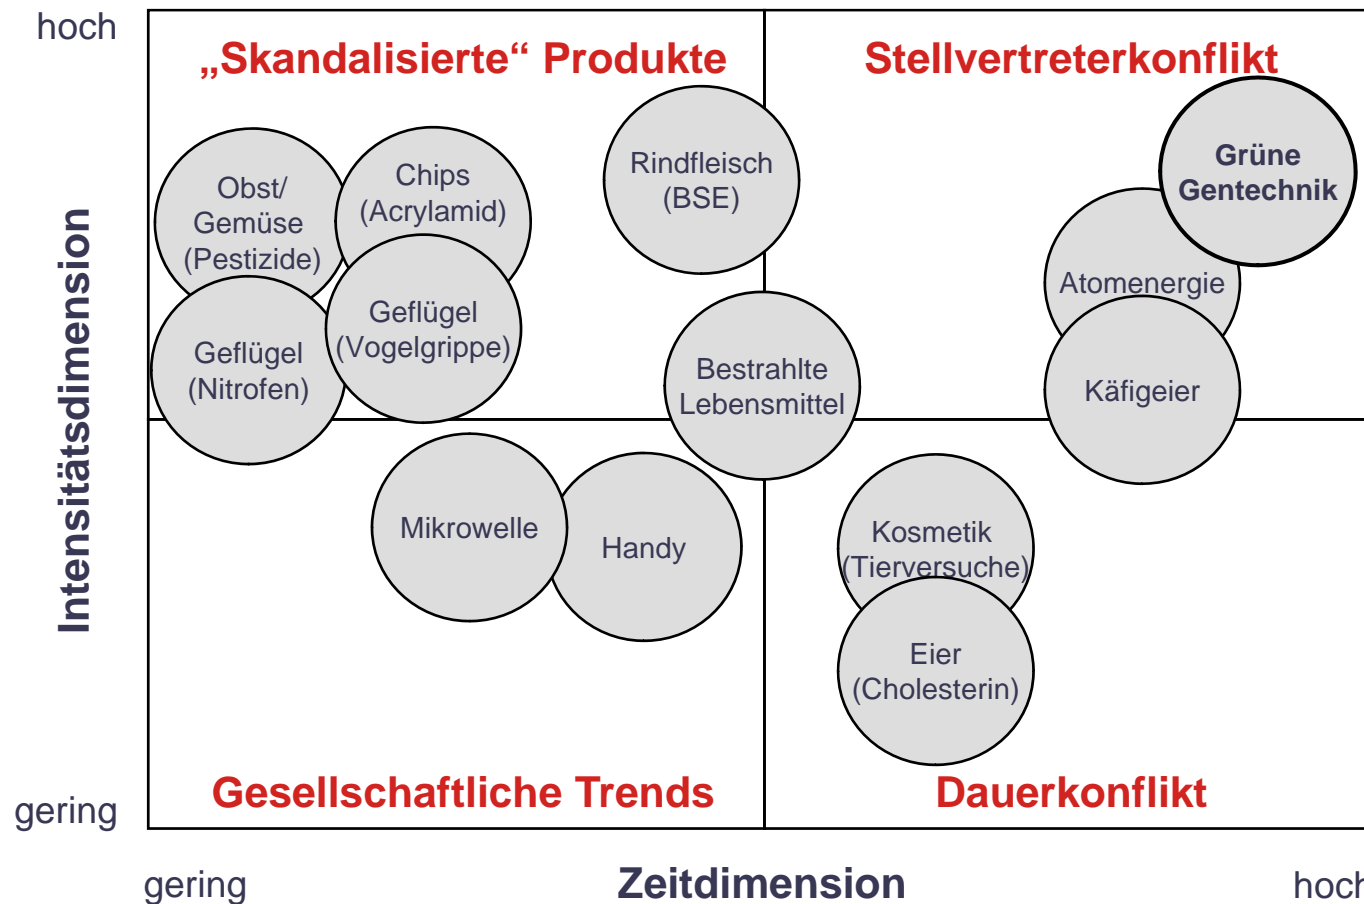 hoch
„Skandalisierte“ Produkte
Stellvertreterkonflikt
Obst/
Gemüse
(Pestizide)
Chips
(Acrylamid)
Rindfleisch
(BSE)
Grüne
Gentechnik
Atomenergie
Geflügel
(Vogelgrippe)
Geflügel
(Nitrofen)
Bestrahlte
Lebensmittel
Käfigeier
Intensitätsdimension
Mikrowelle
Handy
Kosmetik
(Tierversuche)
Eier
(Cholesterin)
Gesellschaftliche Trends
Dauerkonflikt
gering
gering
Zeitdimension
hoch